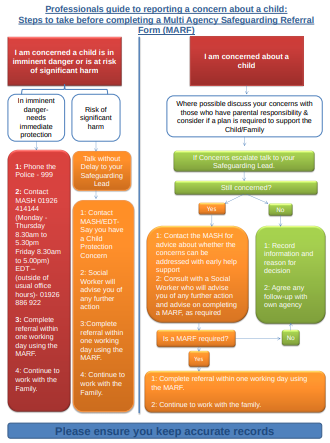 Professionals guide to reporting a concern about a child:
Steps to take before completing a Multi Agency Safeguarding Referral
Form (MARF)
I am concerned a child is in
imminent danger or is at risk
of significant harm
In imminent
danger-
needs
immediate
protection
Risk of
significant
harm
1: Phone the
Police - 999
2: Contact
MASH 01926
414144
(Monday -
Thursday
8.30am to
5.30pm
Friday 8.30am
to 5.00pm)
EDT –
(outside of
usual office
hours)- 01926
886 922
3: Complete
referral within
one working
day using the
MARF.
4: Continue to
work with the
Family.
Talk without
Delay to your
Safeguarding
Lead
1: Contact
MASH/EDT-
Say you have
a Child
Protection
Concern
2: Social
Worker will
advise you of
any further
action
3:Complete
referral within
one working
day using the
MARF.
4: Continue to
work with the
Family.
I am concerned about a
child
Where possible discuss your concerns with
those who have parental responsibility &
consider if a plan is required to support the
Child/Family
If Concerns escalate talk to your
Safeguarding Lead.
Still concerned?
Yes
No
1: Contact the MASH for
advice about whether the
concerns can be
addressed with early help
support
2: Consult with a Social
Worker who will advise
you of any further action
and advise on completing
a MARF, as required
1: Record
information and
reason for
decision
2: Agree any
follow-up with
own agency
Is a MARF required?
No
Yes
1: Complete referral within one working day using
the MARF.
2: Continue to work with the family.
Please ensure you keep accurate records